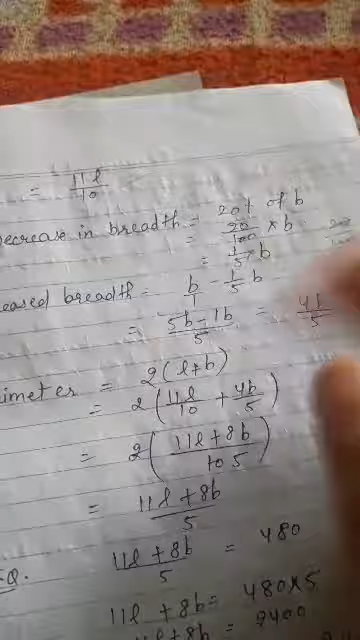 = 11l/10
Decrease in breadth = 20% of b
= 20/100 × b
= 1/5 × b
eased breadth = b/1 - 1/5 b
= 5b - 1b/5 = 4b/5
imeter = 2(l+b)
= 2(11l/10 + 4b/5)
= 2(11l + 8b/10 5)
= 11l + 8b/5
Q. 11l + 8b/5 = 480
11l + 8b = 480×5
11l + 8b = 2400